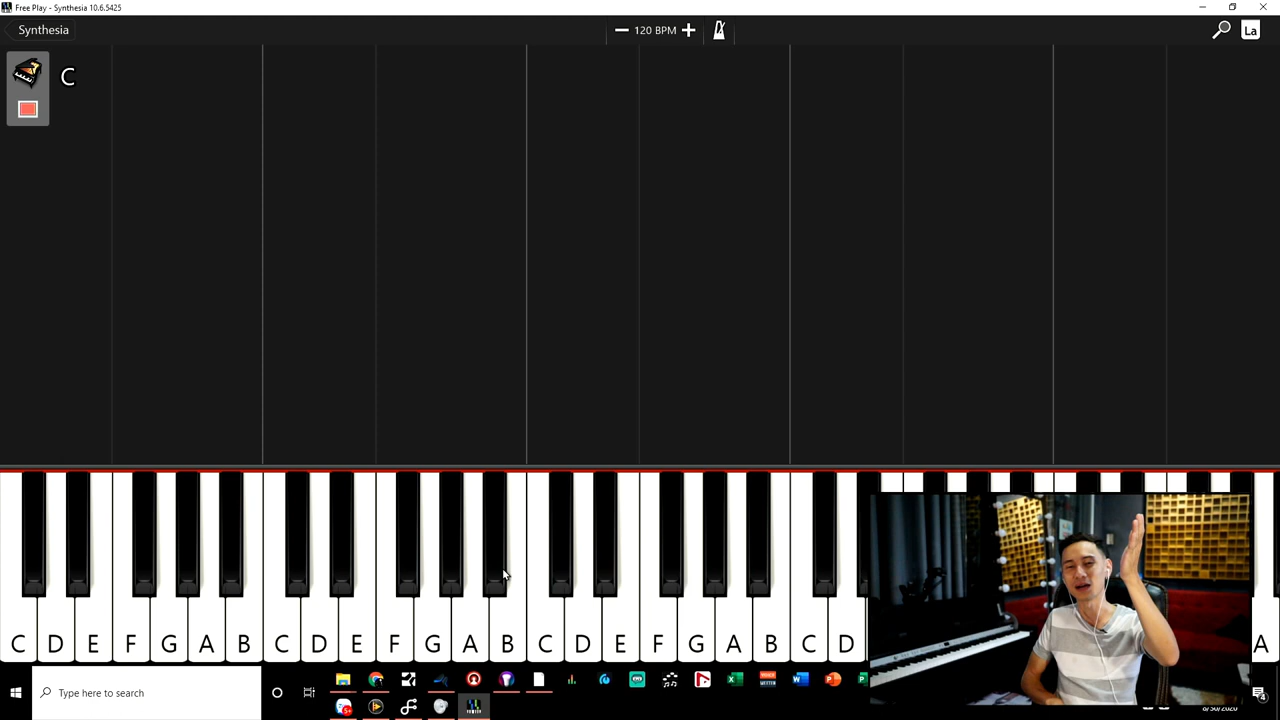 Free Play - Synthesia 10.6.5425
Synthesia
120 BPM
La
C
C D E F G A B C D E F G A B C D E F G A B C D A
Type here to search